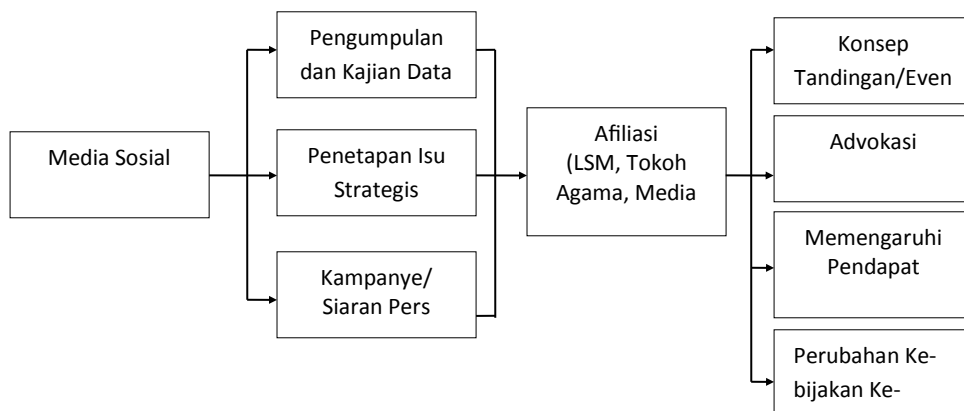 Media Sosial
Pengumpulan
dan Kajian Data
Penetapan Isu
Strategis
Kampanye/
Siaran Pers
Afiliasi
(LSM, Tokoh
Agama, Media
Konsep
Tandingan/Even
Advokasi
Memengaruhi
Pendapat
Perubahan Ke-
bijakan Ke-